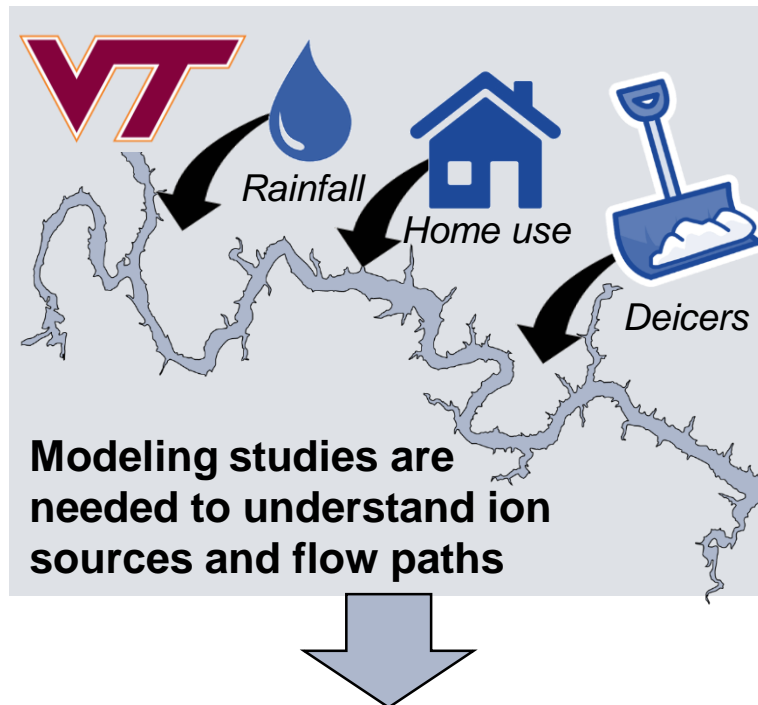 VT
Rainfall
Home use
Deicers
Modeling studies are
needed to understand ion
sources and flow paths